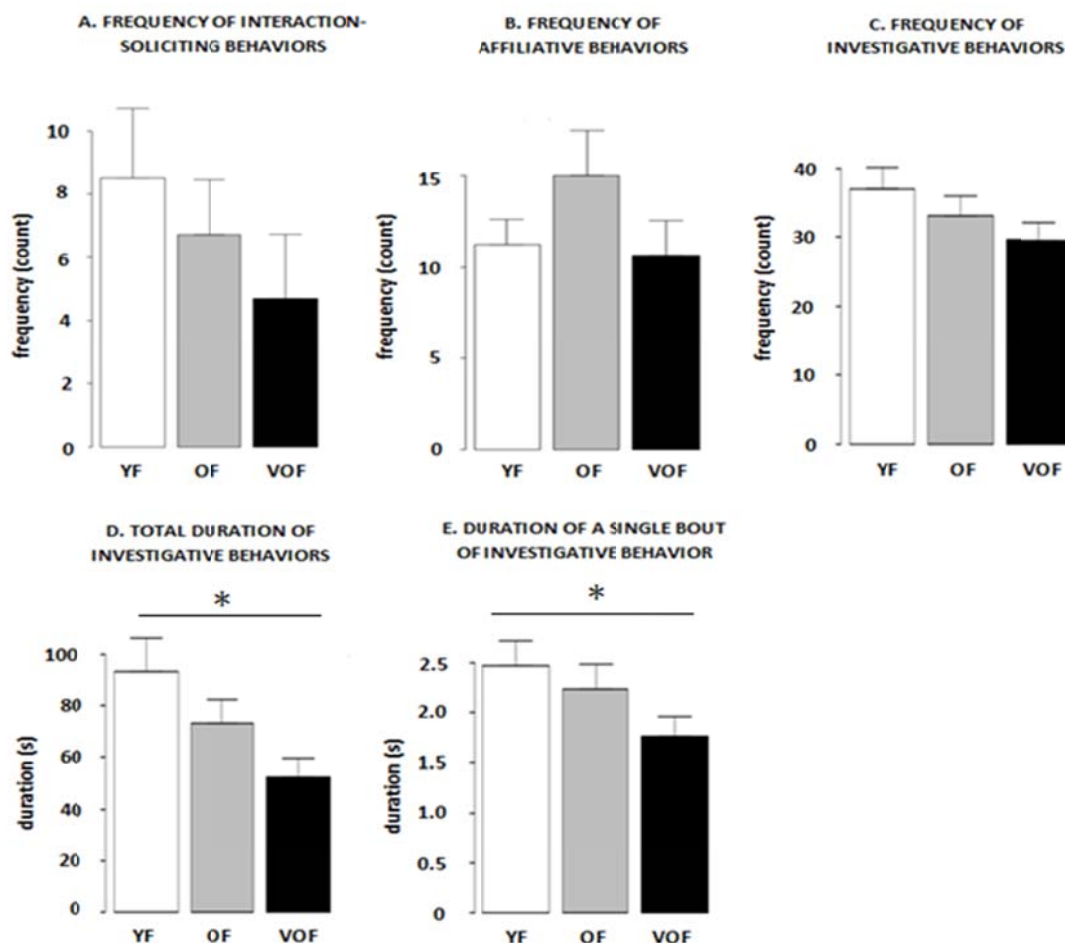 A. FREQUENCY OF INTERACTION-
SOLICITING BEHAVIORS
B. FREQUENCY OF
AFFILIATIVE BEHAVIORS
C. FREQUENCY OF
INVESTIGATIVE BEHAVIORS
frequency (count)
10
8
6
4
2
0
YF OF VOF
frequency (count)
15
10
5
0
YF OF VOF
frequency (count)
40
30
20
10
0
YF OF VOF
D. TOTAL DURATION OF
INVESTIGATIVE BEHAVIORS
E. DURATION OF A SINGLE BOUT
OF INVESTIGATIVE BEHAVIOR
*
duration (s)
100
80
60
40
20
0
YF OF VOF
*
duration (s)
2.5
2.0
1.5
1.0
0.5
0
YF OF VOF